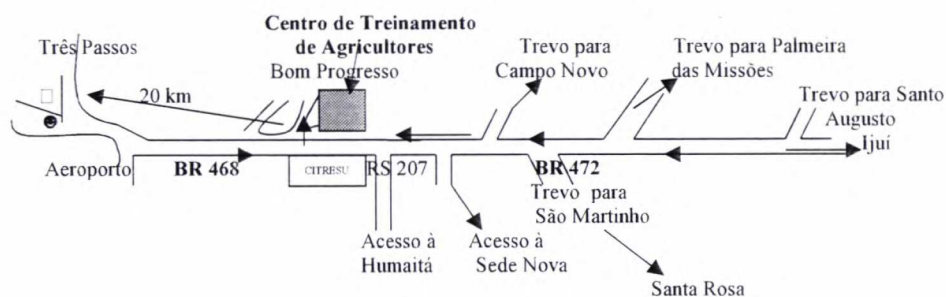 Centro de Treinamento
de Agricultores
Bom Progresso
Três Passos
20 km
Trevo para
Campo Novo
Trevo para Palmeira
das Missões
Trevo para Santo
Augusto
Ijuí
Aeroporto
BR 468
CITRESU
RS 207
BR 472
Trevo para
São Martinho
Acesso à
Humaitá
Acesso à
Sede Nova
Santa Rosa